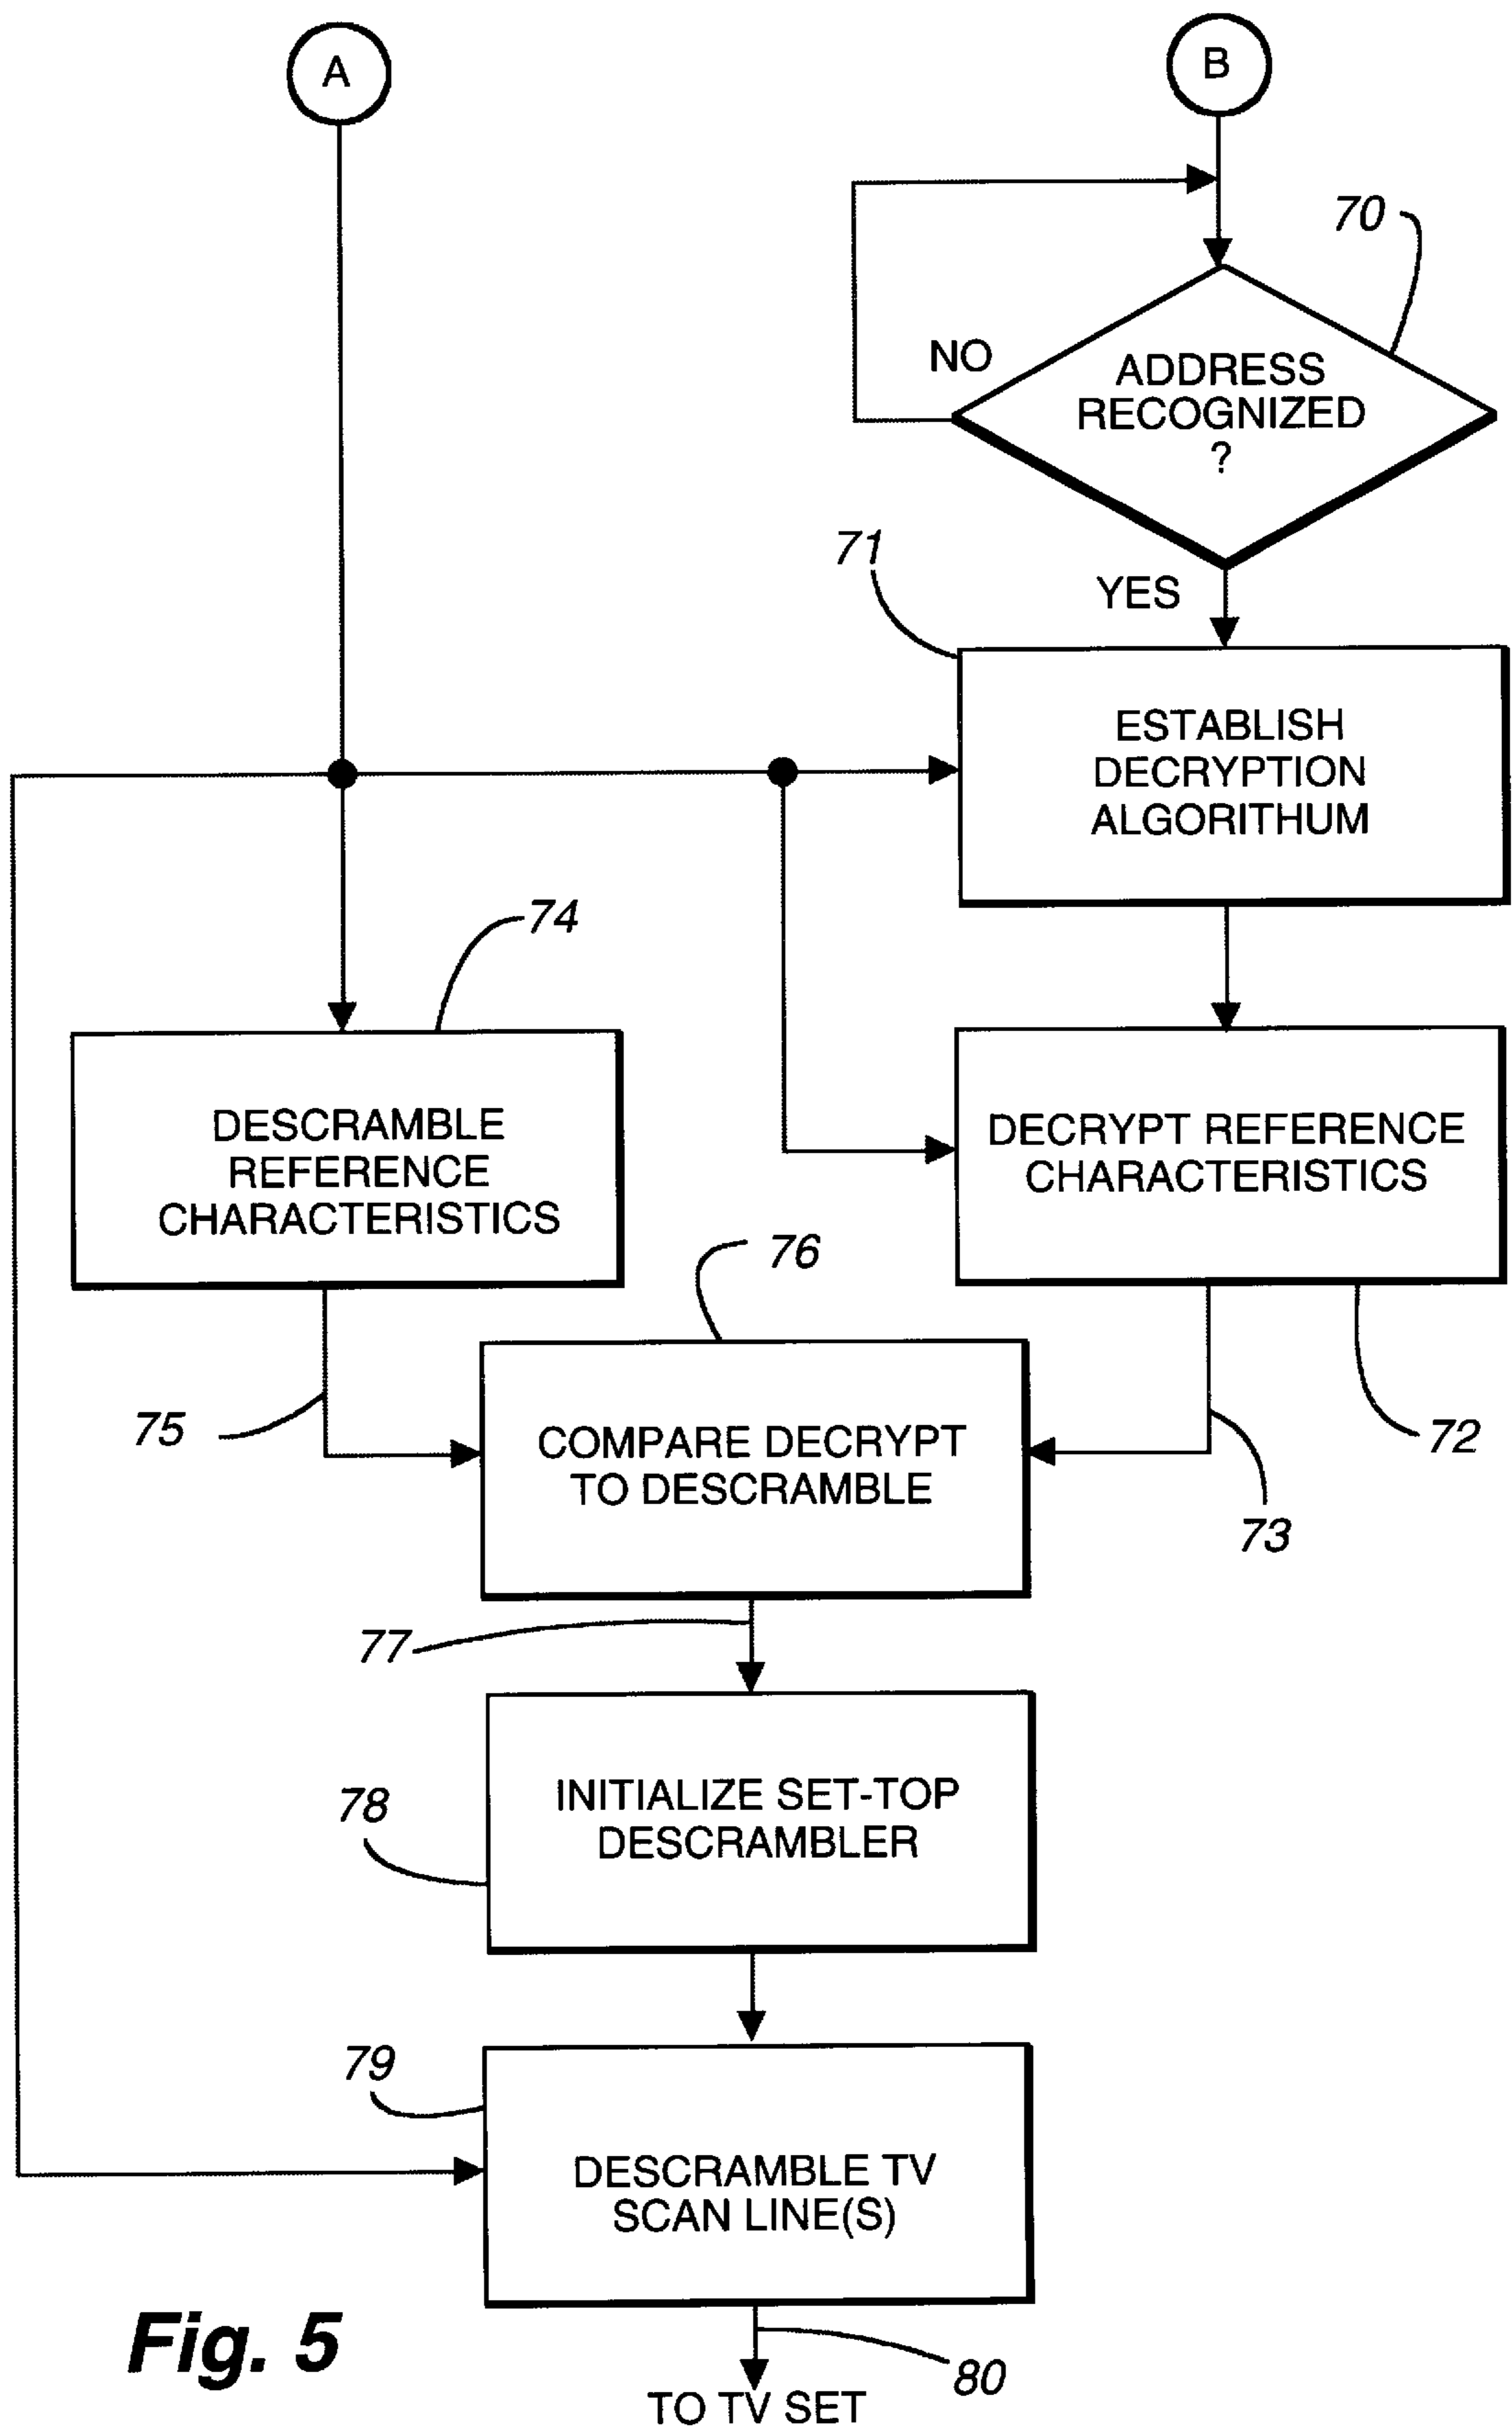 A
B
70
NO
ADDRESS
RECOGNIZED
?
71
YES
ESTABLISH
DECRYPTION
ALGORITHUM
74
DESCRAMBLE
REFERENCE
CHARACTERISTICS
DECRYPT REFERENCE
CHARACTERISTICS
76
75
COMPARE DECRYPT
TO DESCRAMBLE
72
73
77
78
INITIALIZE SET-TOP
DESCRAMBLER
79
DESCRAMBLE TV
SCAN LINE(S)
Fig. 5
80
TO TV SET